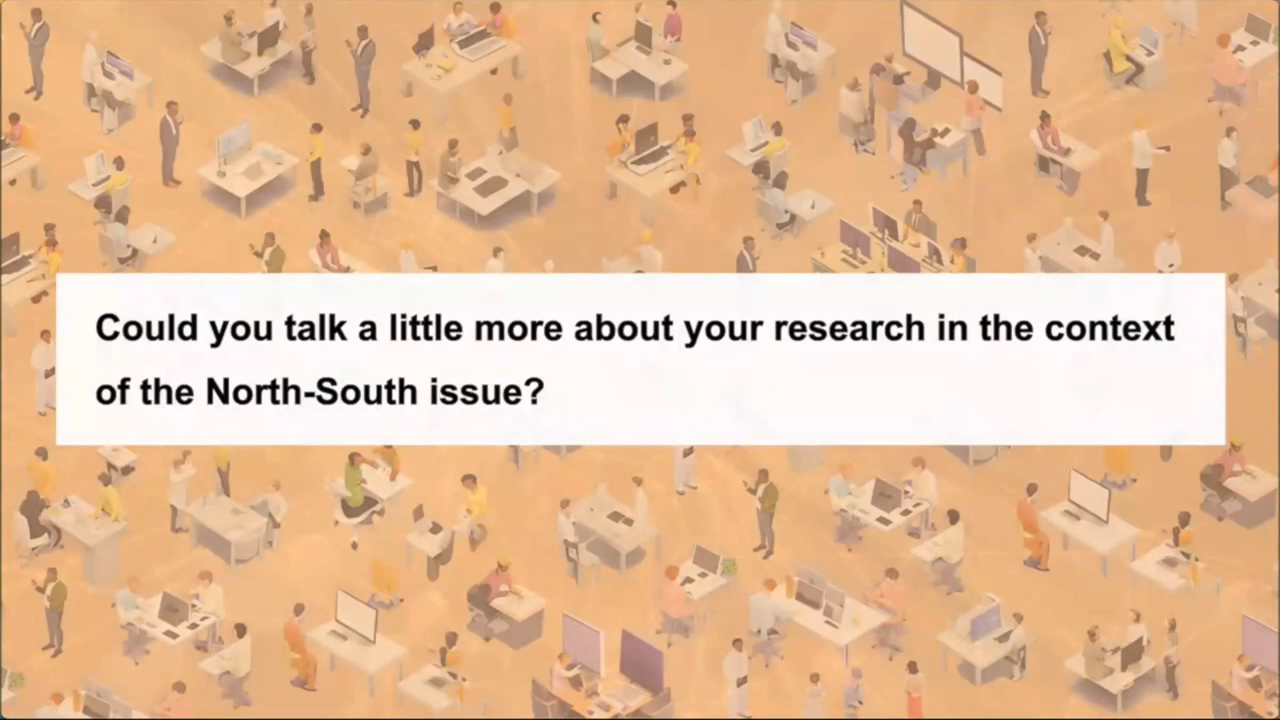 Could you talk a little more about your research in the context
of the North-South issue?